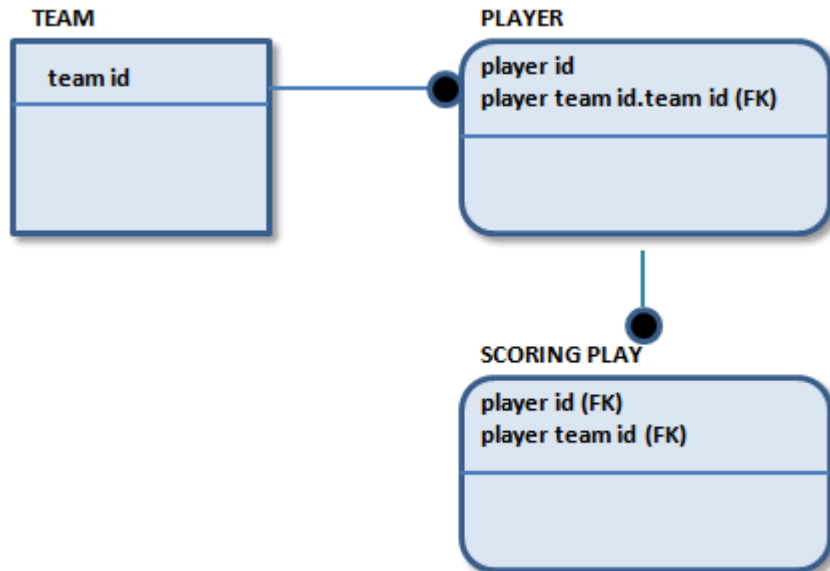 TEAM
team id
PLAYER
player id
player team id.team id (FK)
SCORING PLAY
player id (FK)
player team id (FK)